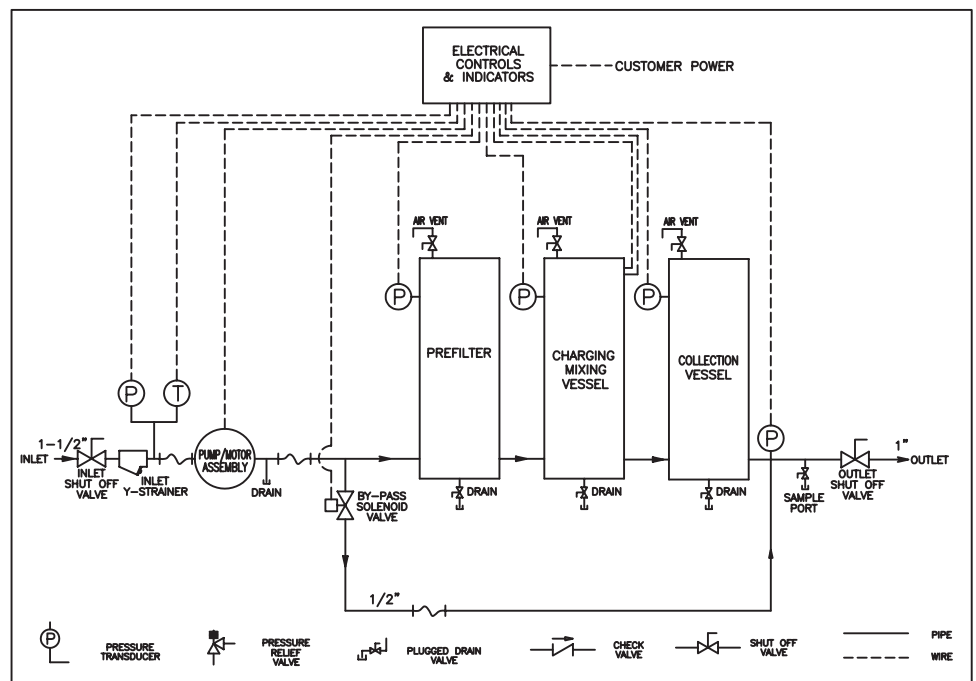 ELECTRICAL
CONTROLS
& INDICATORS
CUSTOMER POWER
AIR VENT
AIR VENT
AIR VENT
P
P
P
PREFILTER
CHARGING
MIXING
VESSEL
COLLECTION
VESSEL
P
T
P
1-1/2"
INLET
INLET
SHUT OFF
VALVE
INLET
Y-STRAINER
PUMP/MOTOR
ASSEMBLY
DRAIN
BY-PASS
SOLENOID
VALVE
DRAIN
DRAIN
DRAIN
SAMPLE
PORT
OUTLET
SHUT OFF
VALVE
1"
OUTLET
1/2"
P
PRESSURE
TRANSDUCER
PRESSURE
RELIEF
VALVE
PLUGGED DRAIN
VALVE
CHECK
VALVE
SHUT OFF
VALVE
PIPE
WIRE